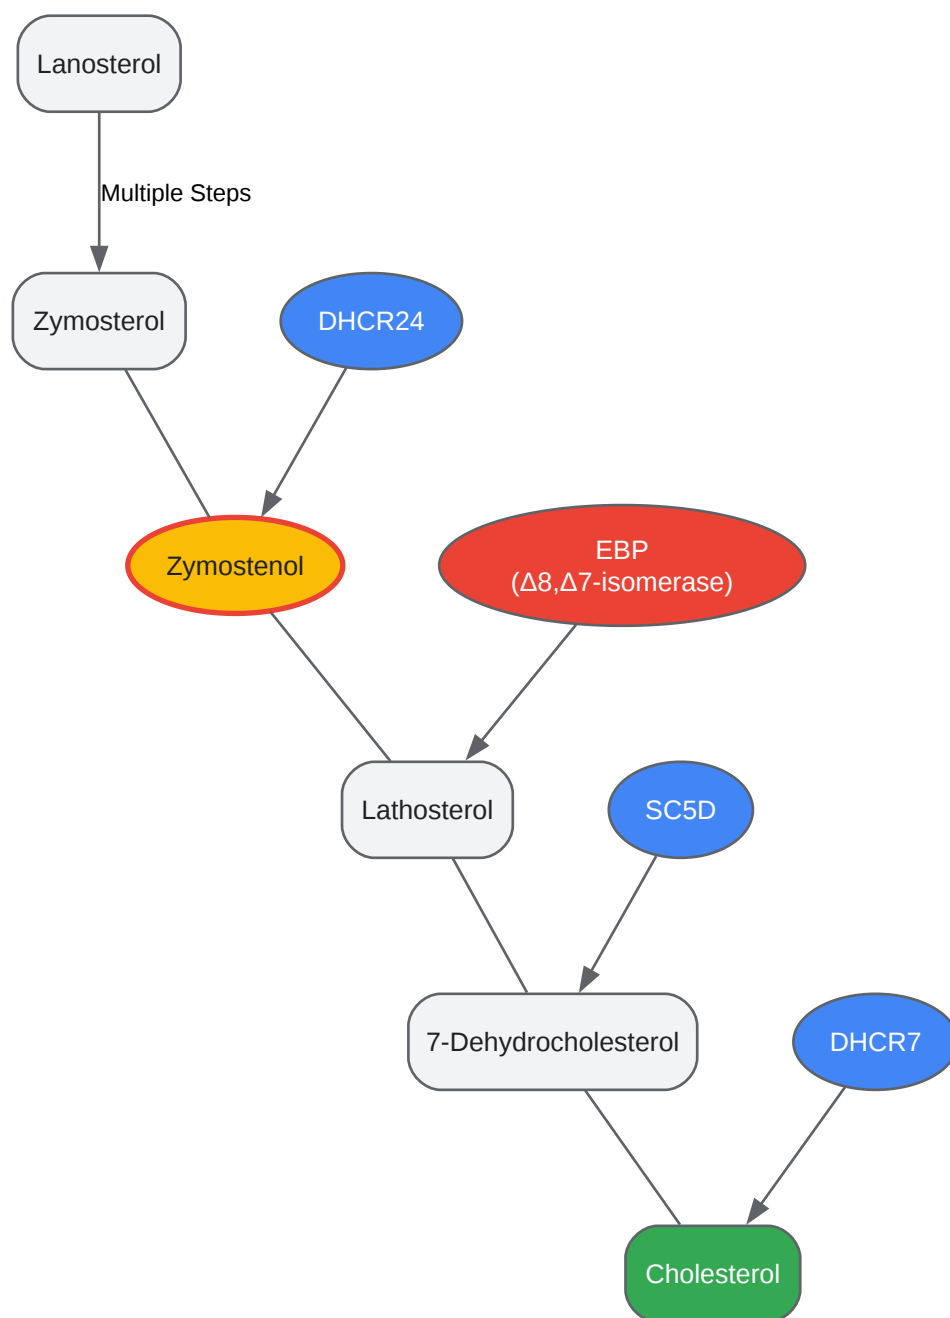 Lanosterol
Multiple Steps
Zymosterol
DHCR24
Zymostenol
EBP
(Δ8,Δ7-isomerase)
Lathosterol
SC5D
7-Dehydrocholesterol
DHCR7
Cholesterol